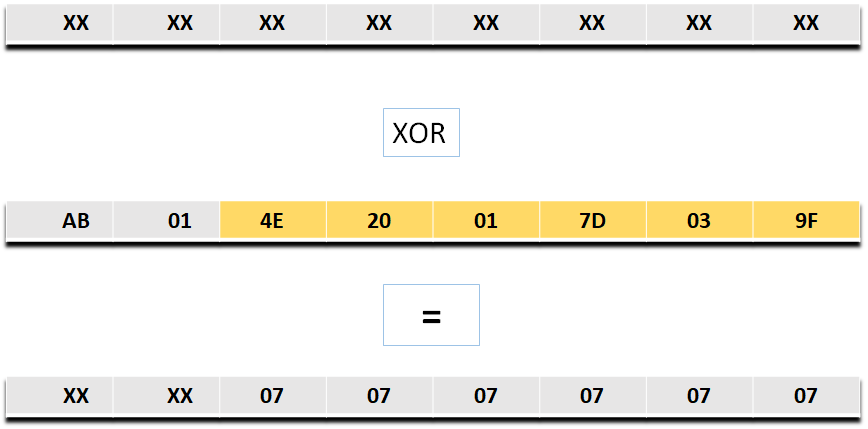 XX XX XX XX XX XX XX XX
XOR
AB 01 4E 20 01 7D 03 9F
=
XX XX 07 07 07 07 07 07